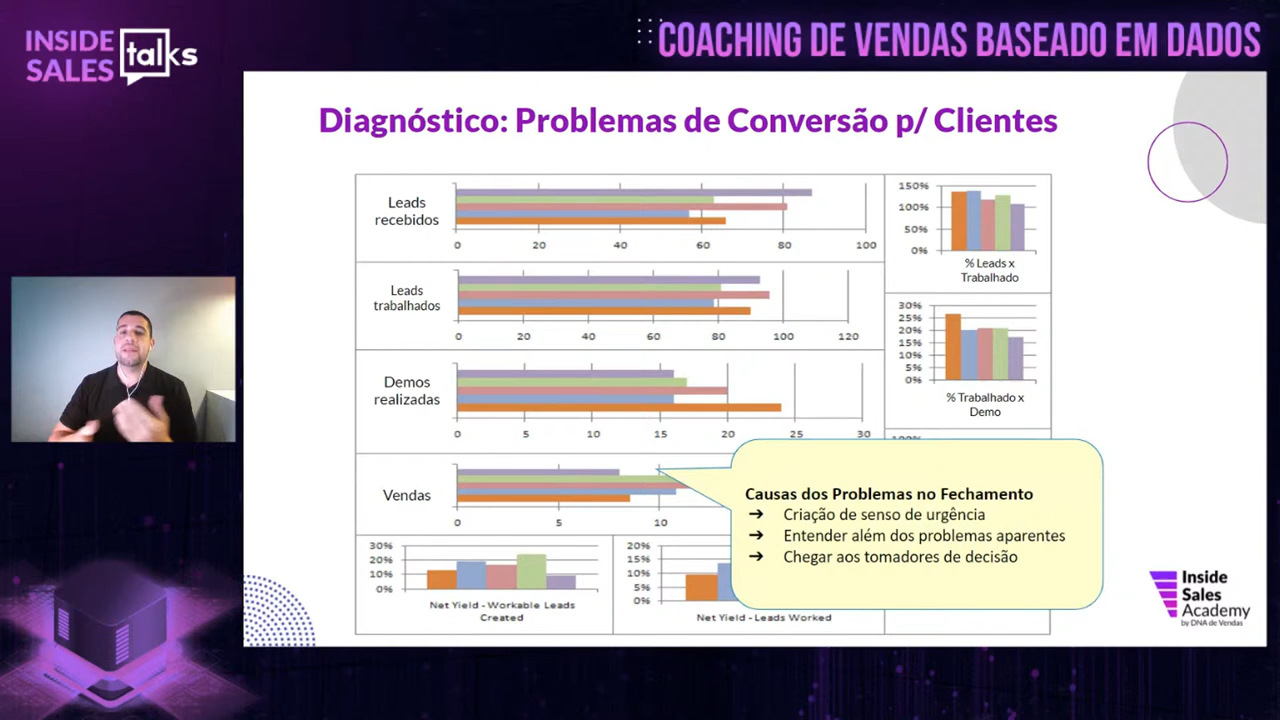 INSIDE
SALES
talks
COACHING DE VENDAS BASEADO EM DADOS
Diagnóstico: Problemas de Conversão p/ Clientes
Leads
recebidos
0 20 40 60 80 100
150%
100%
50%
0%
% Leads x
Trabalhado
Leads
trabalhados
0 20 40 60 80 100 120
30%
25%
20%
15%
10%
5%
0%
% Trabalhado x
Demo
Demos
realizadas
0 5 10 15 20 25 30
Vendas
0 5 10
Causas dos Problemas no Fechamento
➔ Criação de senso de urgência
➔ Entender além dos problemas aparentes
➔ Chegar aos tomadores de decisão
30%
20%
10%
0%
Net Yield - Workable Leads
Created
20%
15%
10%
5%
0%
Net Yield - Leads Worked
Inside
Sales
Academy
by DNA de Vendas